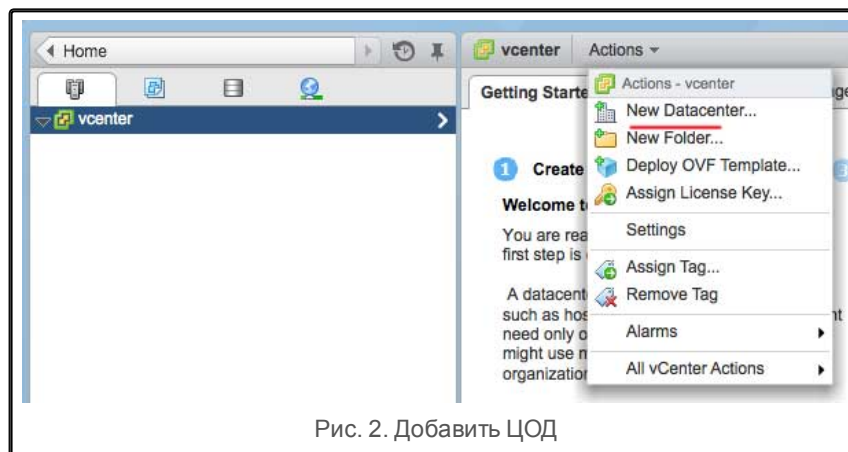 Home
vcenter
vcenter
Actions
Getting Starte
1 Create
3
Welcome t
You are rea
first step is
A datacent
such as hos
need only o
might use m
organization
Actions - vcenter
New Datacenter...
New Folder...
Deploy OVF Template...
Assign License Key...
Settings
Assign Tag...
Remove Tag
Alarms
All vCenter Actions
Рис. 2. Добавить ЦОД